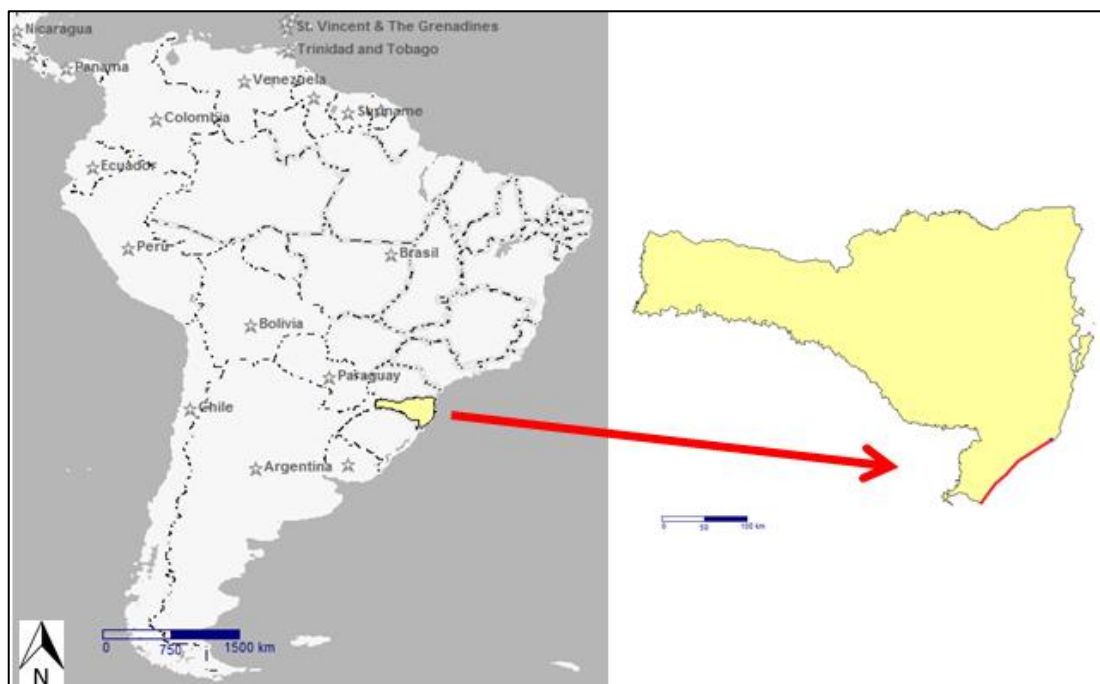 Nicaragua
St. Vincent & The Grenadines
Trinidad and Tobago
Panama
Venezuela
Colombia
Suriname
Ecuador
Peru
Brasil
Bolivia
Paraguay
Chile
Argentina
0 50 100 km
0 750 1500 km
N